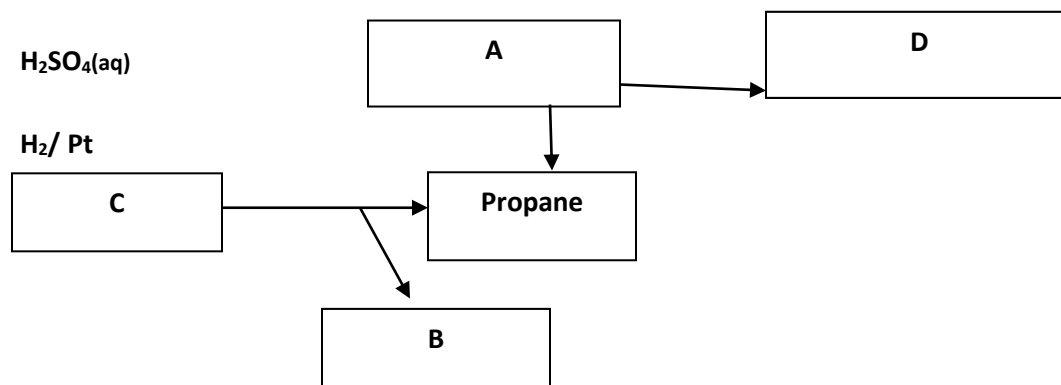 A
D
H₂SO₄(aq)
H₂/ Pt
C
Propane
B